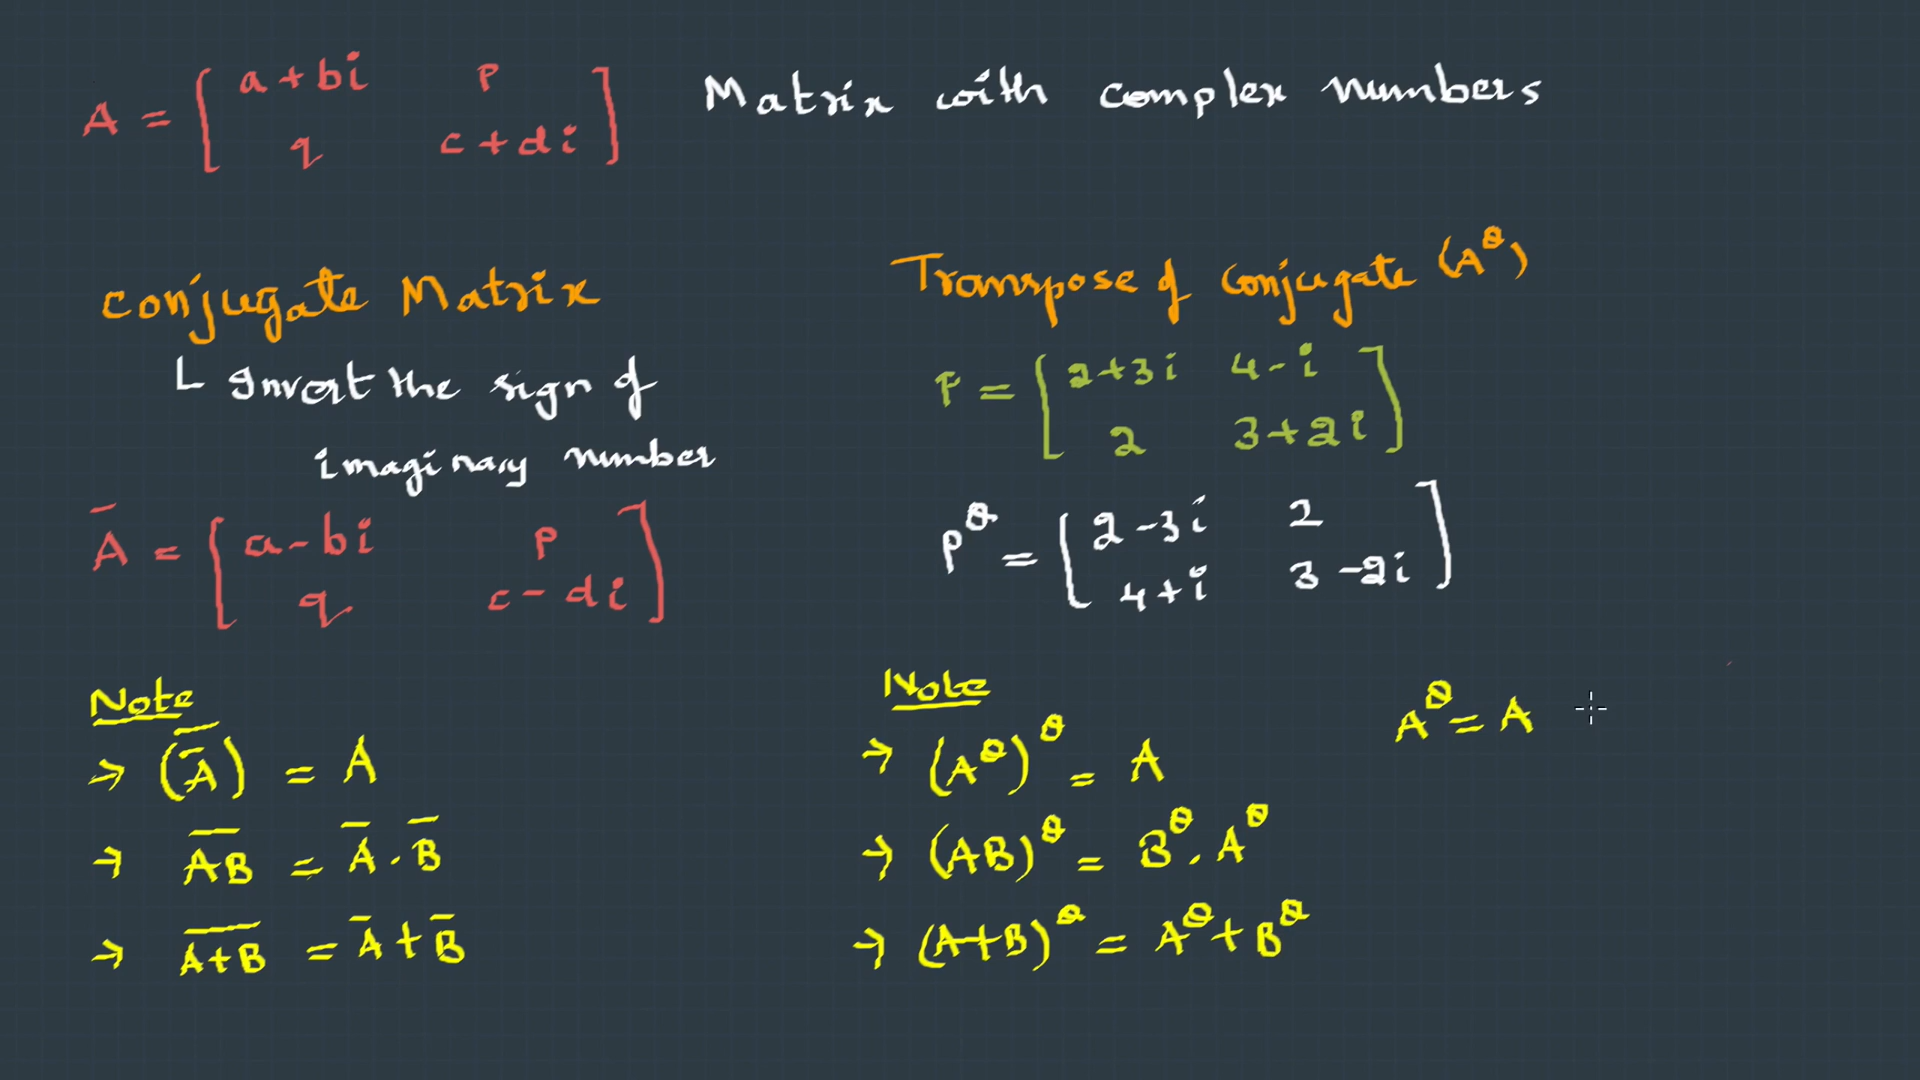 A = [ a+bi p
q c+di ]
Matrix with complex numbers
Conjugate Matrix
└ Invert the sign of
imaginary number
A̅ = [ a-bi p
q c-di ]
Note
→ (A̅)̅ = A
→ A̅B̅ = A̅ . B̅
→ A̅+̅B̅ = A̅ + B̅
Transpose of Conjugate (A^θ)
P = [ 2+3i 4-i
2 3+2i ]
P^θ = [ 2-3i 2
4+i 3-2i ]
Note
→ (A^θ)^θ = A
→ (AB)^θ = B^θ . A^θ
→ (A+B)^θ = A^θ + B^θ
A^θ = A